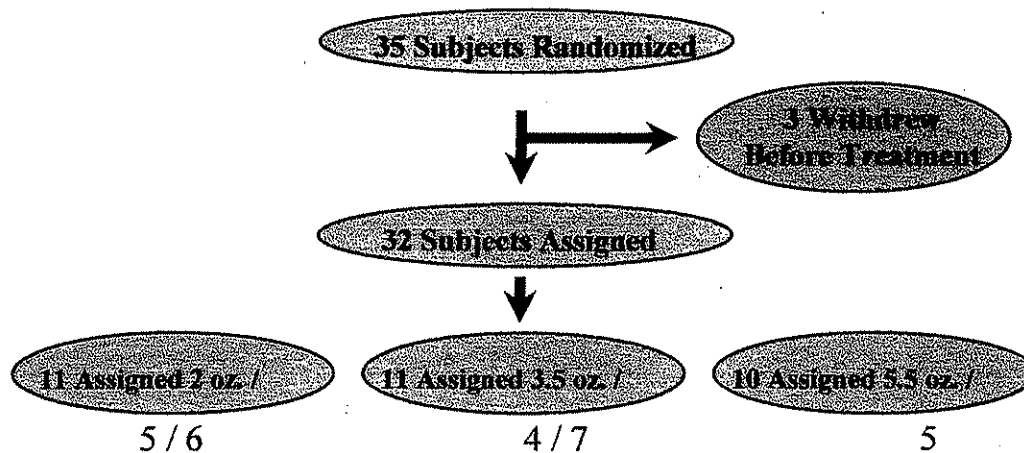 35 Subjects Randomized
3 Withdrew
Before Treatment
32 Subjects Assigned
11 Assigned 2 oz. /
11 Assigned 3.5 oz. /
10 Assigned 5.5 oz. /
5 / 6
4 / 7
5